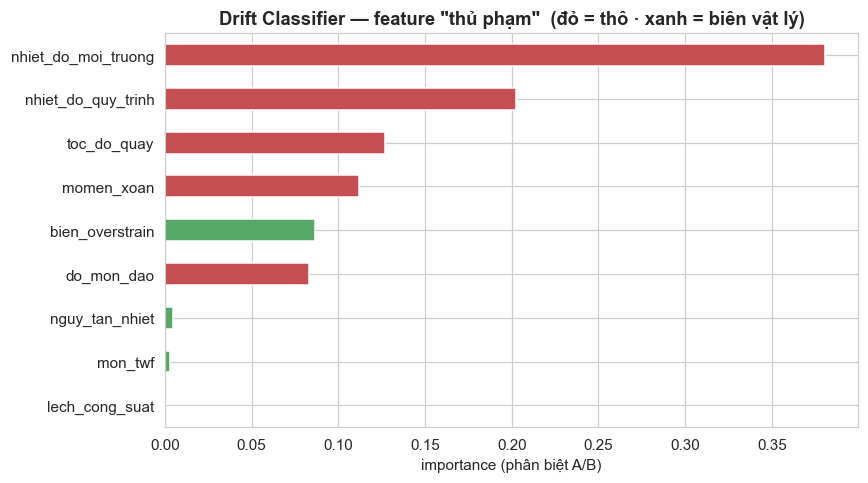 Drift Classifier — feature "thủ phạm"  (đỏ = thô · xanh = biên vật lý)
nhiet_do_moi_truong
nhiet_do_quy_trinh
toc_do_quay
momen_xoan
bien_overstrain
do_mon_dao
nguy_tan_nhiet
mon_twf
lech_cong_suat
0.00 0.05 0.10 0.15 0.20 0.25 0.30 0.35
importance (phân biệt A/B)